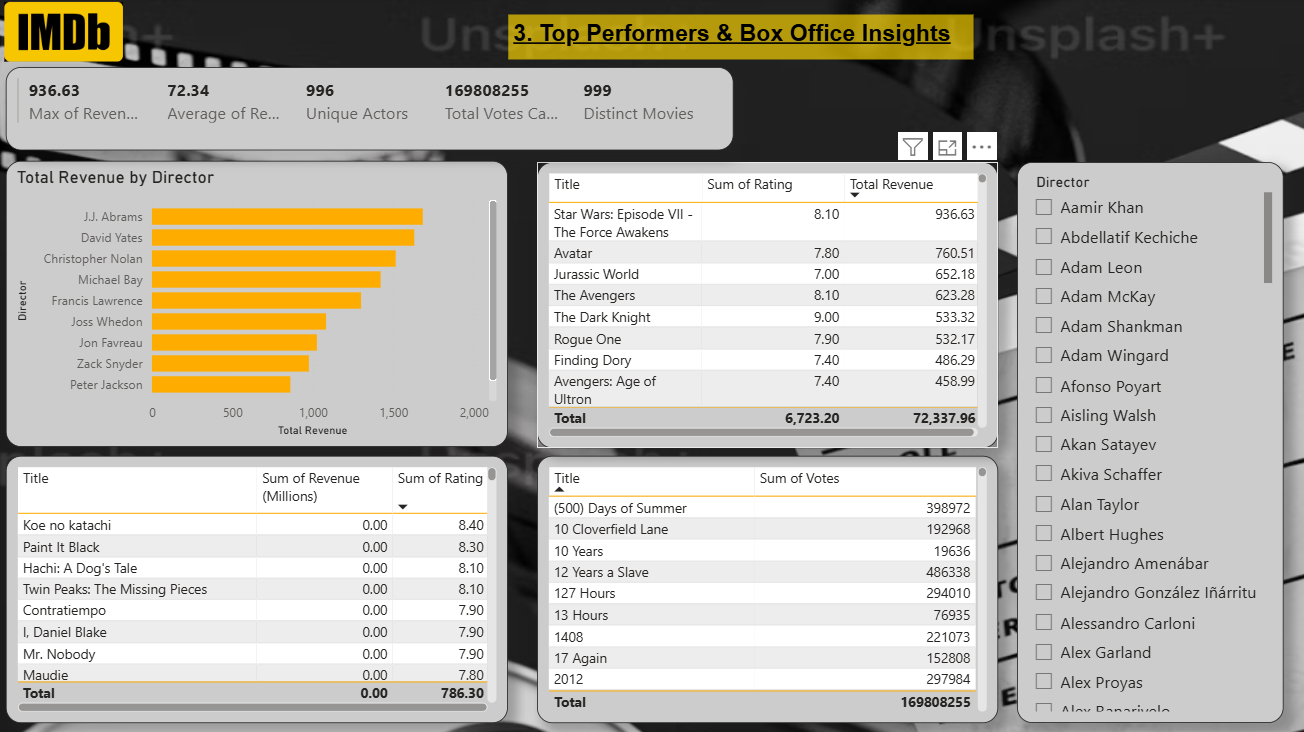 IMDb
3. Top Performers & Box Office Insights
Unsplash+
Unsplash+
936.63
Max of Reven...
72.34
Average of Re...
996
Unique Actors
169808255
Total Votes Ca...
999
Distinct Movies
Total Revenue by Director
Director
J.J. Abrams
David Yates
Christopher Nolan
Michael Bay
Francis Lawrence
Joss Whedon
Jon Favreau
Zack Snyder
Peter Jackson
0 500 1,000 1,500 2,000
Total Revenue
Title Sum of Rating Total Revenue
Star Wars: Episode VII - 8.10 936.63
The Force Awakens
Avatar 7.80 760.51
Jurassic World 7.00 652.18
The Avengers 8.10 623.28
The Dark Knight 9.00 533.32
Rogue One 7.90 532.17
Finding Dory 7.40 486.29
Avengers: Age of 7.40 458.99
Ultron
Total 6,723.20 72,337.96
Title Sum of Revenue Sum of Rating
(Millions)
Koe no katachi 0.00 8.40
Paint It Black 0.00 8.30
Hachi: A Dog's Tale 0.00 8.10
Twin Peaks: The Missing Pieces 0.00 8.10
Contratiempo 0.00 7.90
I, Daniel Blake 0.00 7.90
Mr. Nobody 0.00 7.90
Maudie 0.00 7.80
Total 0.00 786.30
Title Sum of Votes
(500) Days of Summer 398972
10 Cloverfield Lane 192968
10 Years 19636
12 Years a Slave 486338
127 Hours 294010
13 Hours 76935
1408 221073
17 Again 152808
2012 297984
Total 169808255
Director
Aamir Khan
Abdellatif Kechiche
Adam Leon
Adam McKay
Adam Shankman
Adam Wingard
Afonso Poyart
Aisling Walsh
Akan Satayev
Akiva Schaffer
Alan Taylor
Albert Hughes
Alejandro Amenábar
Alejandro González Iñárritu
Alessandro Carloni
Alex Garland
Alex Proyas
Alex Ranarivelo